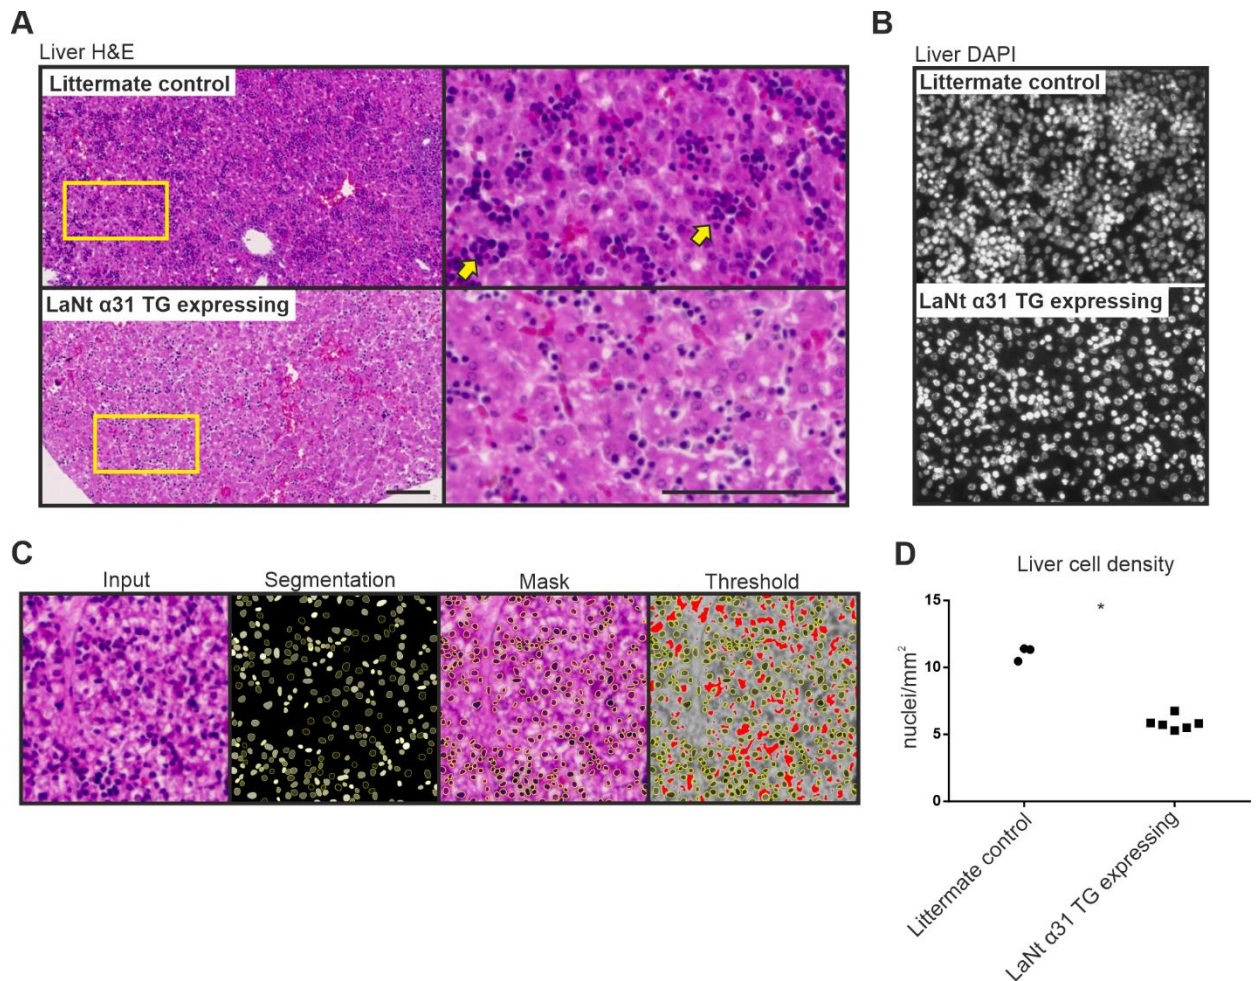 A
Liver H&E
Littermate control
LaNt α31 TG expressing
B
Liver DAPI
Littermate control
LaNt α31 TG expressing
C
Input
Segmentation
Mask
Threshold
D
Liver cell density
15
*
10
5
0
nuclei/mm²
Littermate control
LaNt α31 TG expressing